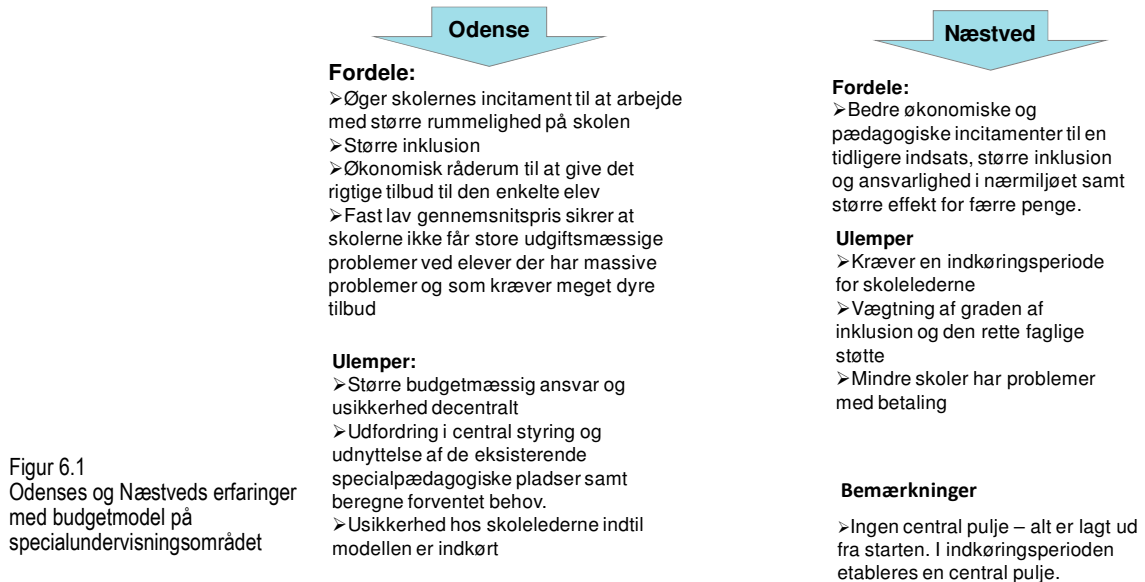 Odense
Fordele:
➢Øger skolernes incitament til at arbejde
med større rummelighed på skolen
➢Større inklusion
➢Økonomisk råderum til at give det
rigtige tilbud til den enkelte elev
➢Fast lav gennemsnitspris sikrer at
skolerne ikke får store udgiftsmæssige
problemer ved elever der har massive
problemer og som kræver meget dyre
tilbud
Ulemper:
➢Større budgetmæssig ansvar og
usikkerhed decentralt
➢Udfordring i central styring og
udnyttelse af de eksisterende
specialpædagogiske pladser samt
beregne forventet behov.
➢Usikkerhed hos skolelederne indtil
modellen er indkørt
Næstved
Fordele:
➢Bedre økonomiske og
pædagogiske incitamenter til en
tidligere indsats, større inklusion
og ansvarlighed i nærmiljøet samt
større effekt for færre penge.
Ulemper
➢Kræver en indkøringsperiode
for skolelederne
➢Vægtning af graden af
inklusion og den rette faglige
støtte
➢Mindre skoler har problemer
med betaling
Bemærkninger
➢Ingen central pulje – alt er lagt ud
fra starten. I indkøringsperioden
etableres en central pulje.
Figur 6.1
Odenses og Næstveds erfaringer
med budgetmodel på
specialundervisningsområdet